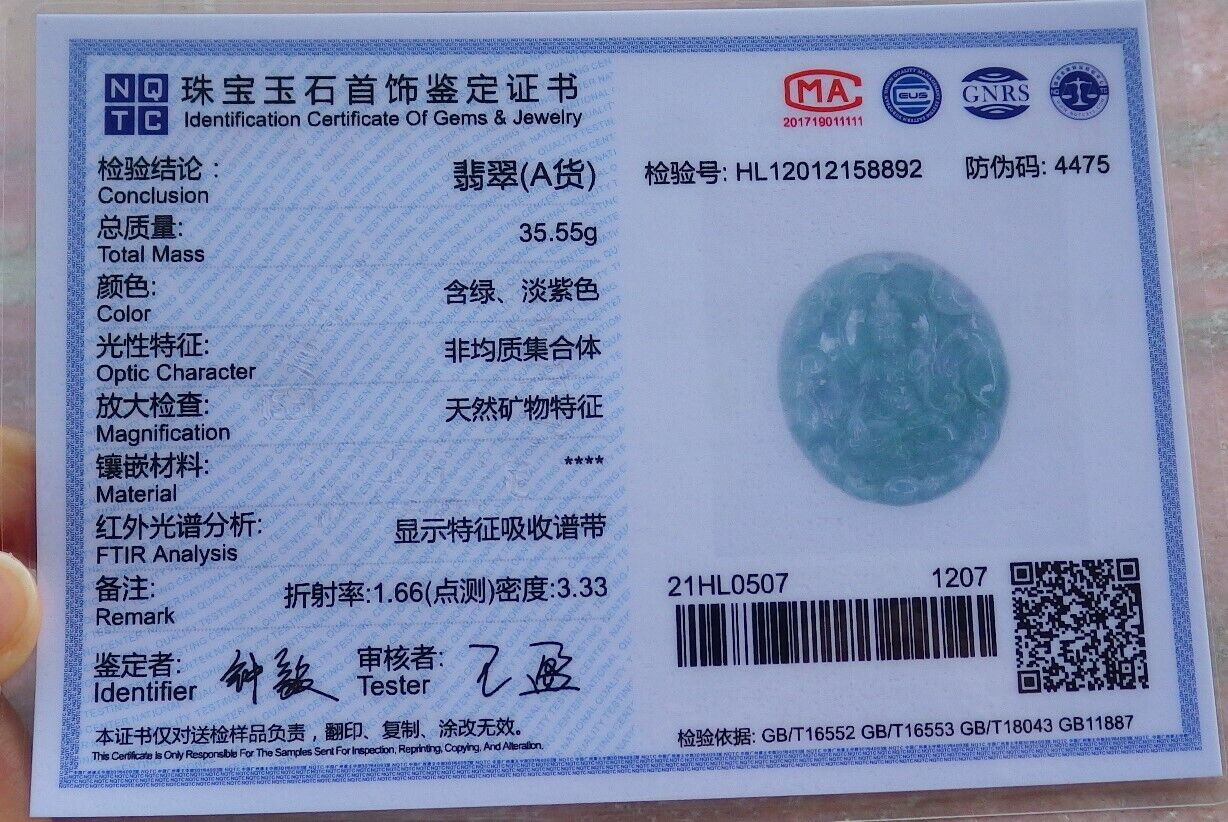 NQ
TC
珠宝玉石首饰鉴定证书
Identification Certificate Of Gems & Jewelry
MA
201719011111
GNRS
检验结论：
Conclusion
翡翠(A货)
检验号: HL12012158892
防伪码: 4475
总质量:
Total Mass
35.55g
颜色:
Color
含绿、淡紫色
光性特征:
Optic Character
非均质集合体
放大检查:
Magnification
天然矿物特征
镶嵌材料:
Material
****
红外光谱分析:
FTIR Analysis
显示特征吸收谱带
备注:
Remark
折射率:1.66(点测)密度:3.33
21HL0507
1207
鉴定者:
Identifier
审核者:
Tester
本证书仅对送检样品负责，翻印、复制、涂改无效。
This Certificate Is Only Responsible For The Samples Sent For Inspection, Reprinting, Copying, And Alteration.
检验依据: GB/T16552 GB/T16553 GB/T18043 GB11887